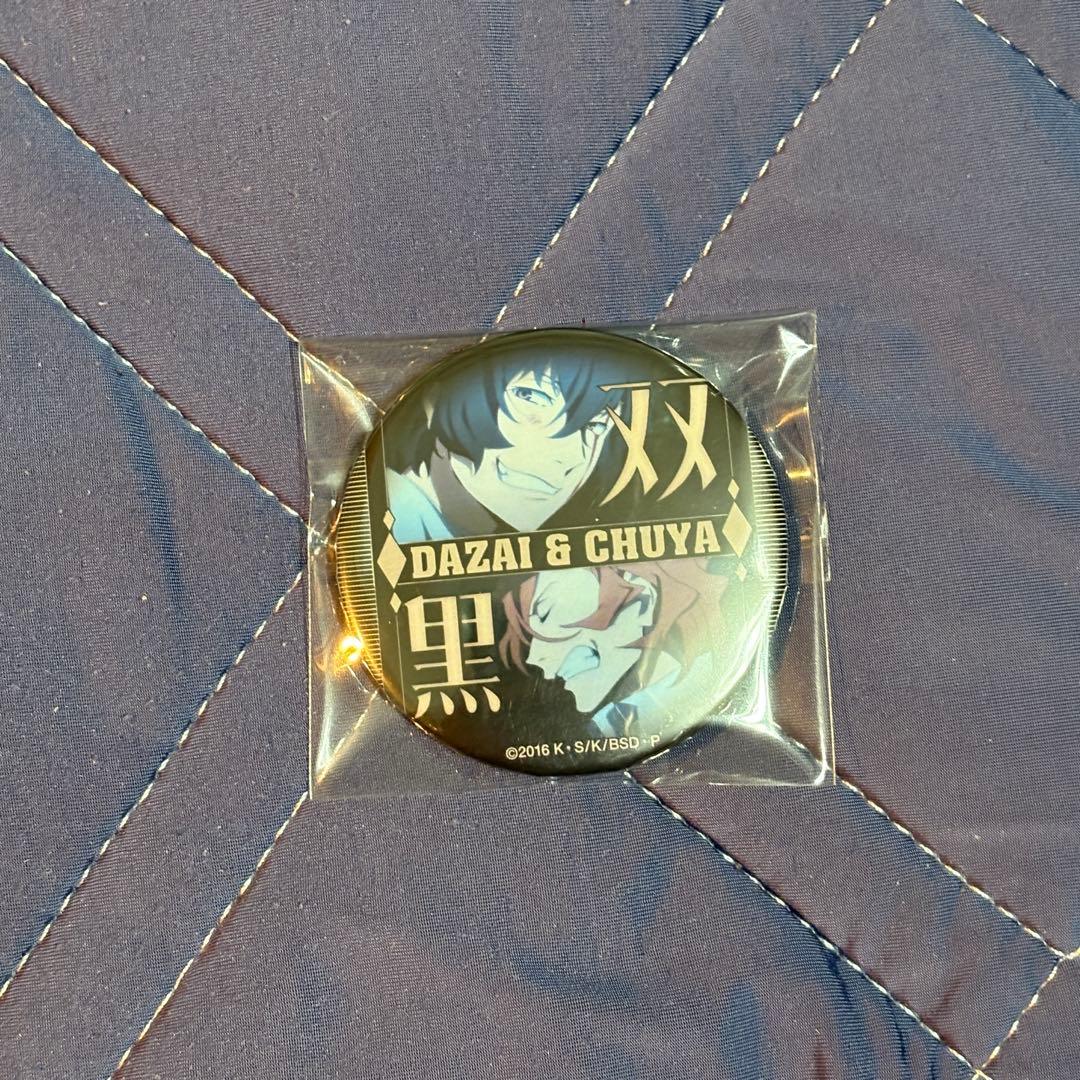 双
DAZAI & CHUYA
黒
©2016 K・S/K/BSD・P